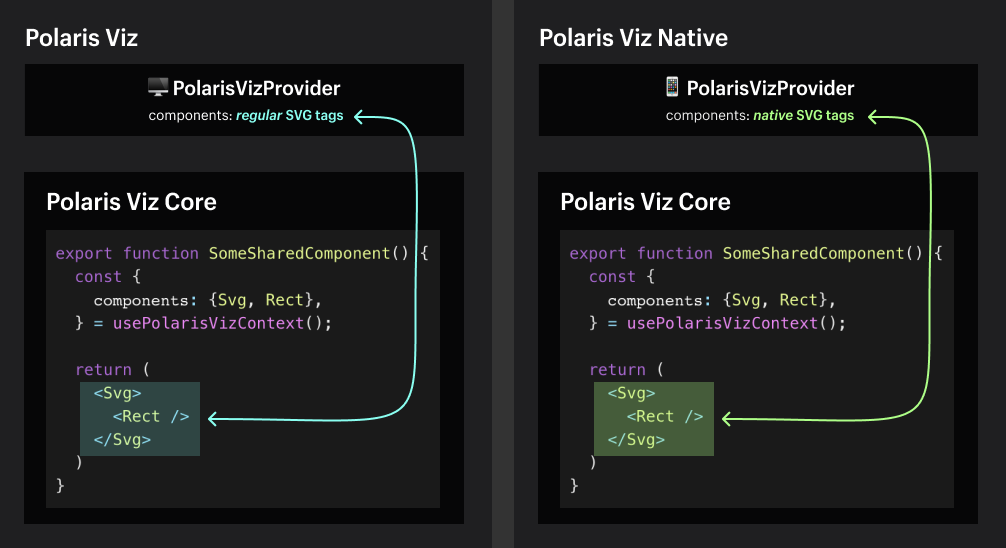 Polaris Viz
🖥️ PolarisVizProvider
components: regular SVG tags
Polaris Viz Core
export function SomeSharedComponent() {
  const {
    components: {Svg, Rect},
  } = usePolarisVizContext();
  return (
    <Svg>
      <Rect />
    </Svg>
  )
}
Polaris Viz Native
📱 PolarisVizProvider
components: native SVG tags
Polaris Viz Core
export function SomeSharedComponent() {
  const {
    components: {Svg, Rect},
  } = usePolarisVizContext();
  return (
    <Svg>
      <Rect />
    </Svg>
  )
}